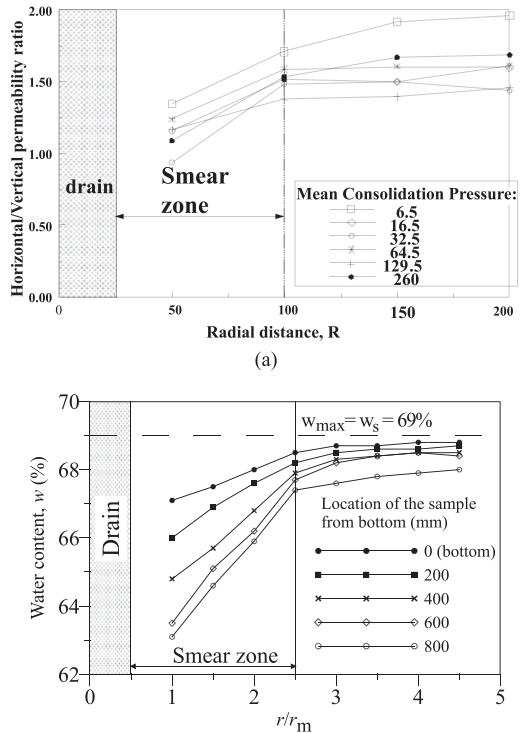 Horizontal/Vertical permeability ratio
2.00
1.50
1.00
0.50
0.00
drain
Smear
zone
Mean Consolidation Pressure:
6.5
16.5
32.5
64.5
129.5
260
0
50
100
150
200
Radial distance, R
(a)
Water content, w (%)
70
68
66
64
62
wmax = ws = 69%
Drain
Location of the sample
from bottom (mm)
0 (bottom)
200
400
600
800
Smear zone
0
1
2
3
4
5
r/rm